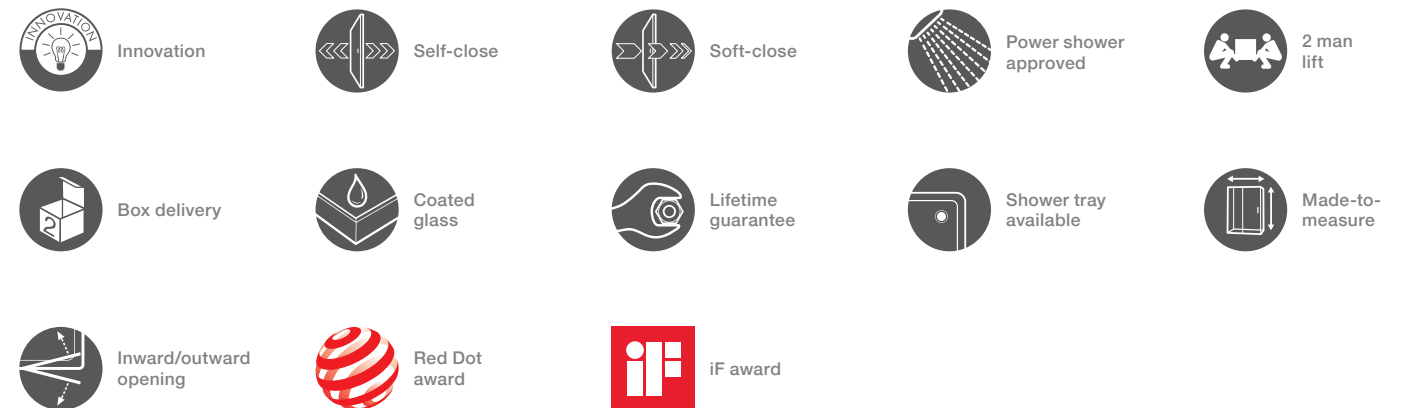 INNOVATION
Innovation
Self-close
Soft-close
Power shower
approved
2 man
lift
2
Box delivery
Coated
glass
Lifetime
guarantee
Shower tray
available
Made-to-
measure
Inward/outward
opening
Red Dot
award
iF
iF award